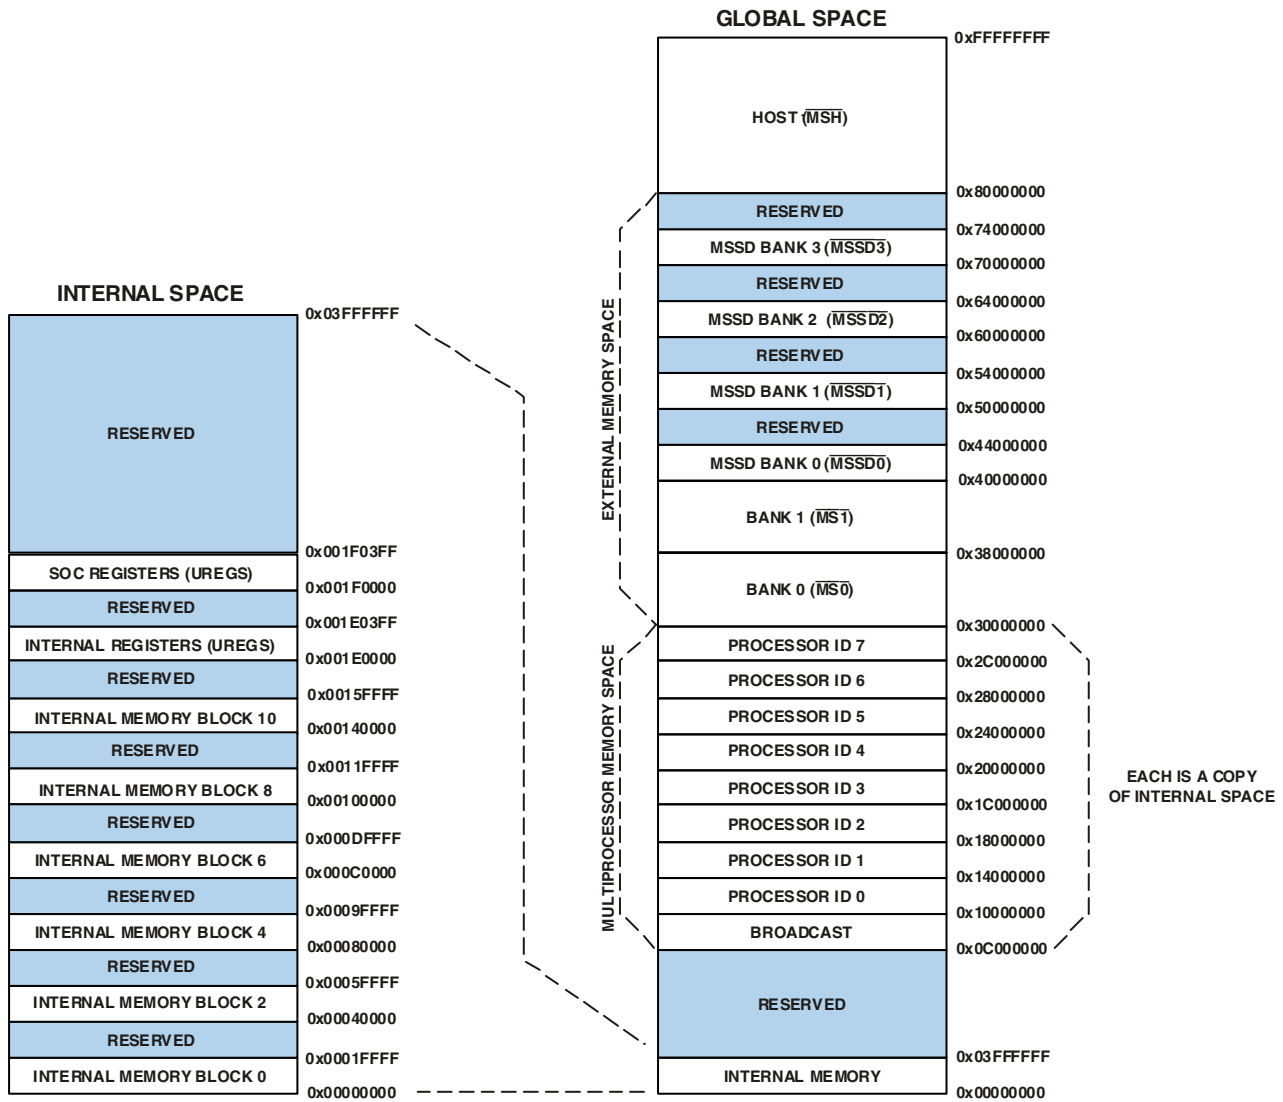 GLOBAL SPACE
0xFFFFFFFF
HOST (MSH)
0x80000000
RESERVED
0x74000000
MSSD BANK 3 (MSSD3)
0x70000000
RESERVED
0x64000000
MSSD BANK 2 (MSSD2)
0x60000000
RESERVED
0x54000000
MSSD BANK 1 (MSSD1)
0x50000000
RESERVED
0x44000000
MSSD BANK 0 (MSSD0)
0x40000000
BANK 1 (MS1)
0x38000000
BANK 0 (MS0)
0x30000000
PROCESSOR ID 7
0x2C000000
PROCESSOR ID 6
0x28000000
PROCESSOR ID 5
0x24000000
PROCESSOR ID 4
0x20000000
PROCESSOR ID 3
0x1C000000
PROCESSOR ID 2
0x18000000
PROCESSOR ID 1
0x14000000
PROCESSOR ID 0
0x10000000
BROADCAST
0x0C000000
RESERVED
0x03FFFFFF
INTERNAL MEMORY
0x00000000
EXTERNAL MEMORY SPACE
MULTIPROCESSOR MEMORY SPACE
EACH IS A COPY
OF INTERNAL SPACE
INTERNAL SPACE
0x03FFFFFF
RESERVED
0x001F03FF
SOC REGISTERS (UREGS)
0x001F0000
RESERVED
0x001E03FF
INTERNAL REGISTERS (UREGS)
0x001E0000
RESERVED
0x0015FFFF
INTERNAL MEMORY BLOCK 10
0x00140000
RESERVED
0x0011FFFF
INTERNAL MEMORY BLOCK 8
0x00100000
RESERVED
0x000DFFFF
INTERNAL MEMORY BLOCK 6
0x000C0000
RESERVED
0x0009FFFF
INTERNAL MEMORY BLOCK 4
0x00080000
RESERVED
0x0005FFFF
INTERNAL MEMORY BLOCK 2
0x00040000
RESERVED
0x0001FFFF
INTERNAL MEMORY BLOCK 0
0x00000000